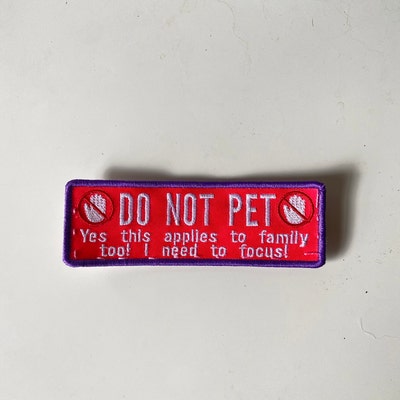 DO NOT PET
Yes this applies to family
too! I need to focus!